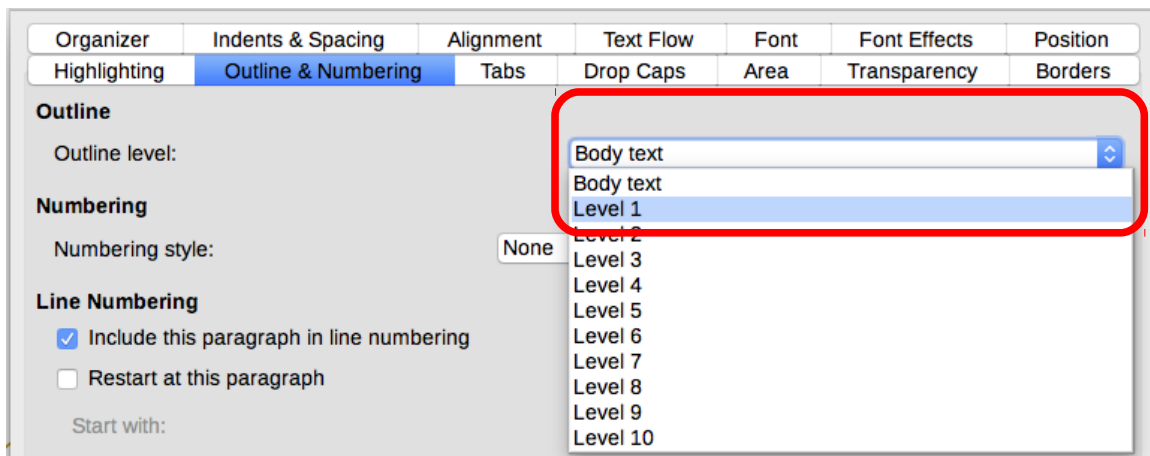 Organizer Indents & Spacing Alignment Text Flow Font Font Effects Position
Highlighting Outline & Numbering Tabs Drop Caps Area Transparency Borders
Outline
Outline level: Body text
Body text
Numbering
Level 1
Level 2
Numbering style: None
Level 3
Level 4
Line Numbering
Level 5
Include this paragraph in line numbering
Level 6
Level 7
Restart at this paragraph
Level 8
Level 9
Start with:
Level 10